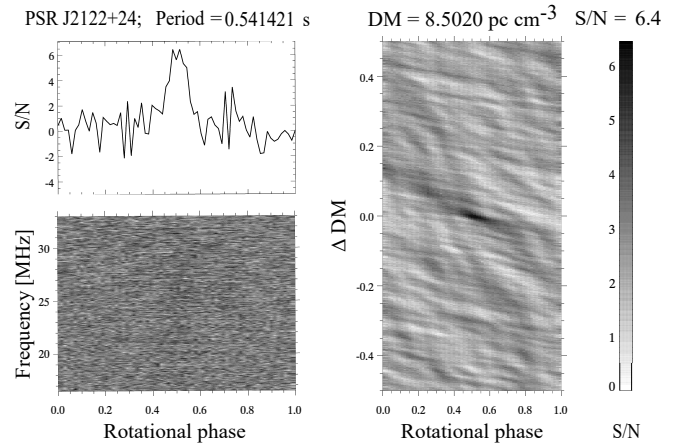 PSR J2122+24; Period = 0.541421 s
DM = 8.5020 pc cm⁻³ S/N = 6.4
S/N
6
4
2
0
-2
-4
Frequency [MHz]
30
25
20
0.0 0.2 0.4 0.6 0.8 1.0
Rotational phase
Δ DM
0.4
0.2
0.0
-0.2
-0.4
0.0 0.2 0.4 0.6 0.8 1.0
Rotational phase
6
5
4
3
2
1
0
S/N